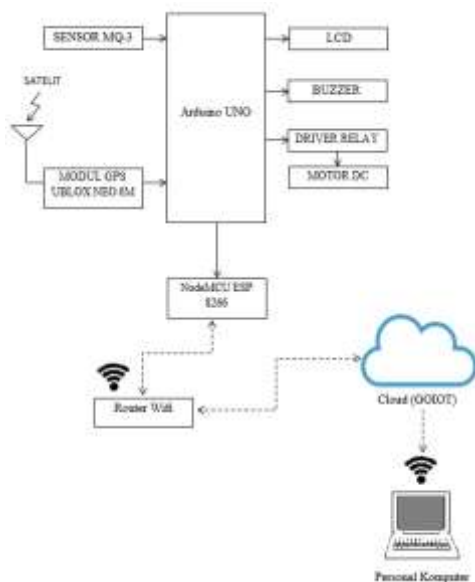 SENSOR MQ-3
LCD
SATELIT
Arduino UNO
BUZZER
DRIVER RELAY
MODUL GPS
UBLOX NEO 6M
MOTOR DC
NodeMCU ESP
8266
Router Wifi
Cloud (GOIOT)
Personal Komputer